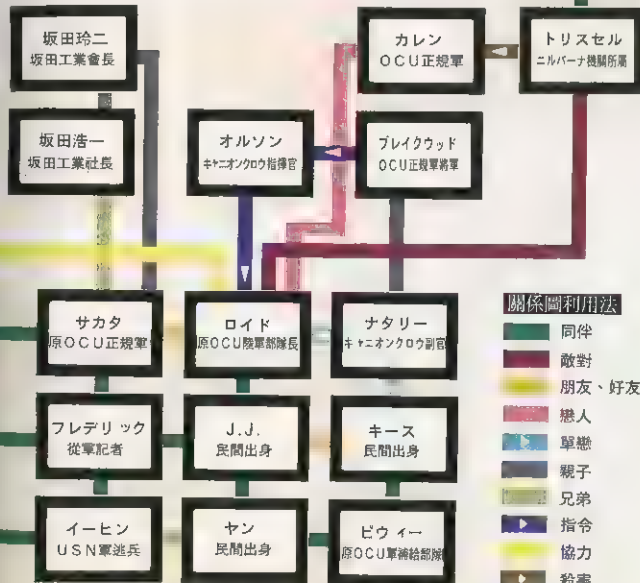 坂田玲二
坂田工業會長
カレン
OCU正規軍
トリスセル
ニルバーナ機關所屬
坂田浩一
坂田工業社長
オルソン
キャニオンクロウ指揮官
ブレイクウッド
OCU正規軍將軍
サカタ
原OCU正規軍
ロイド
原OCU陸軍部隊長
ナタリー
キャニオンクロウ副官
フレデリック
從軍記者
J.J.
民間出身
キース
民間出身
イーヒン
USN軍逃兵
ヤン
民間出身
ビウィー
原OCU軍補給部隊
關係圖利用法
同伴
敵對
朋友、好友
戀人
單戀
親子
兄弟
指令
協力
殺害